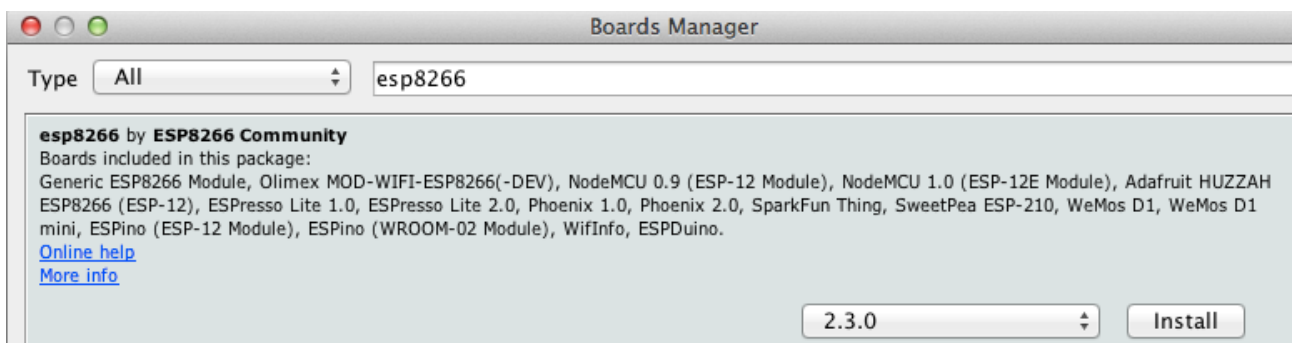 Boards Manager
Type All esp8266
esp8266 by ESP8266 Community
Boards included in this package:
Generic ESP8266 Module, Olimex MOD-WIFI-ESP8266(-DEV), NodeMCU 0.9 (ESP-12 Module), NodeMCU 1.0 (ESP-12E Module), Adafruit HUZZAH
ESP8266 (ESP-12), ESPresso Lite 1.0, ESPresso Lite 2.0, Phoenix 1.0, Phoenix 2.0, SparkFun Thing, SweetPea ESP-210, WeMos D1, WeMos D1
mini, ESPino (ESP-12 Module), ESPino (WROOM-02 Module), WifInfo, ESPDuino.
Online help
More info
2.3.0 Install